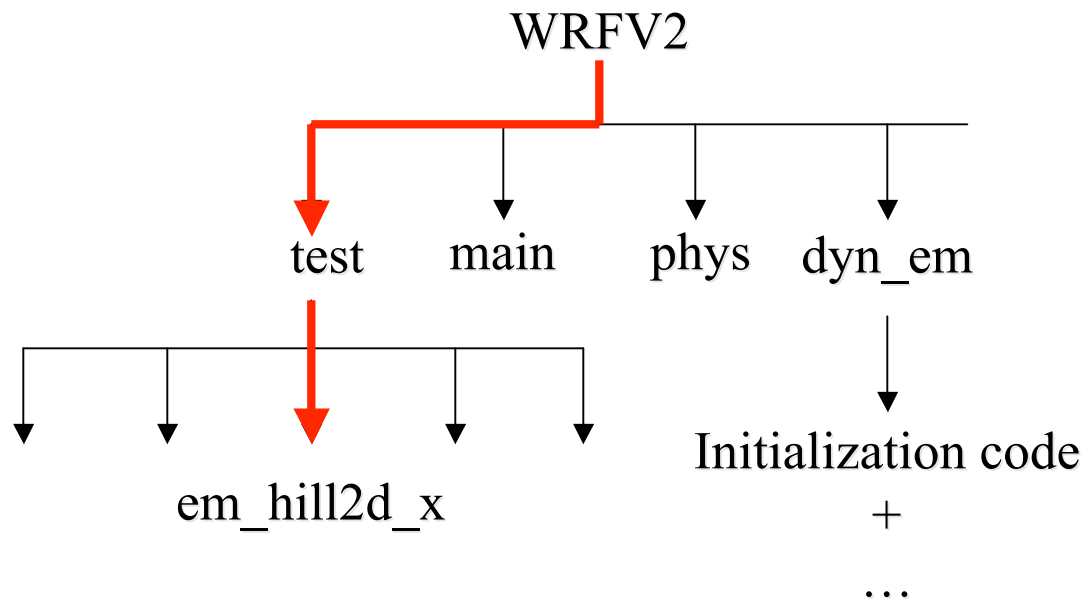 WRFV2
test main phys dyn_em
Initialization code
em_hill2d_x
+
…